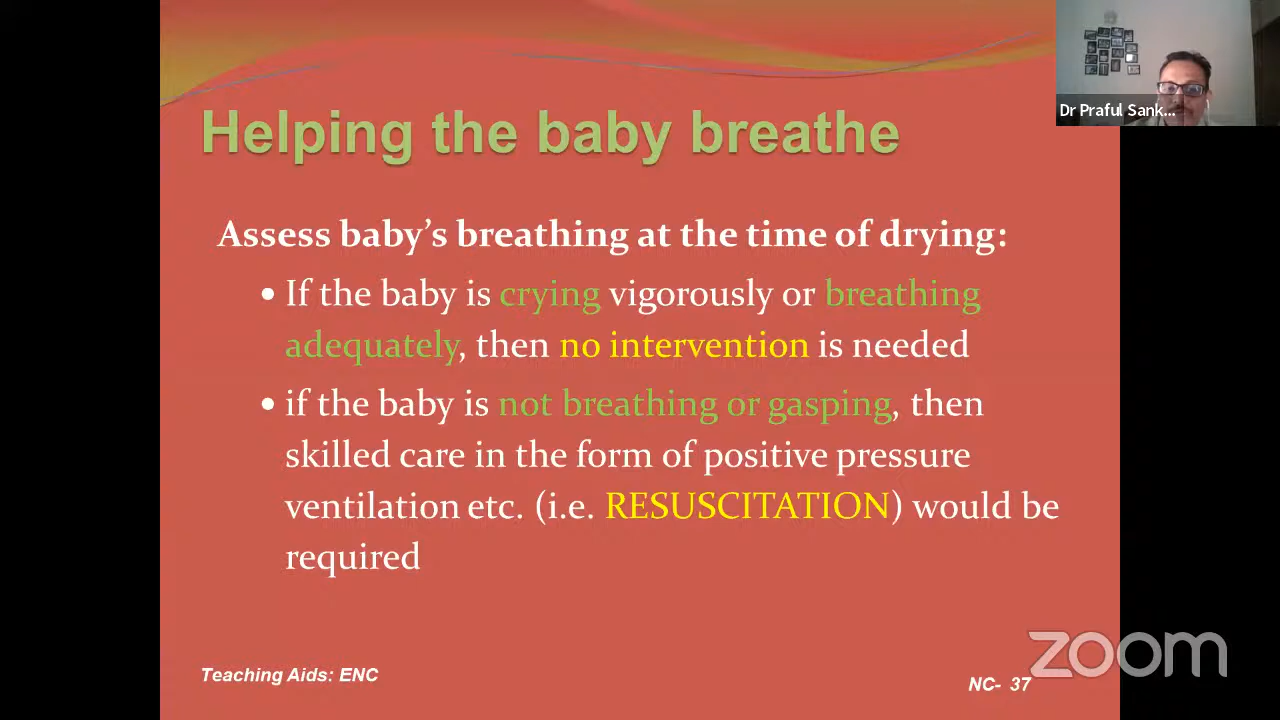 Dr Praful Sank...
Helping the baby breathe
Assess baby’s breathing at the time of drying:
• If the baby is crying vigorously or breathing
adequately, then no intervention is needed
• if the baby is not breathing or gasping, then
skilled care in the form of positive pressure
ventilation etc. (i.e. RESUSCITATION) would be
required
zoom
Teaching Aids: ENC
NC- 37